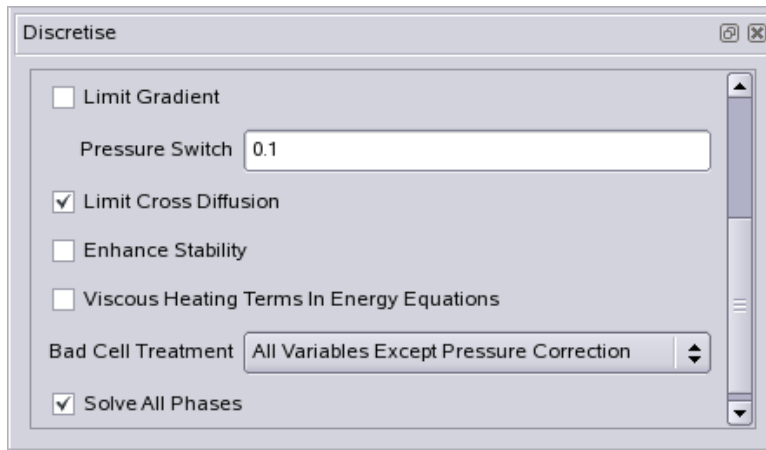 Discretise
Limit Gradient
Pressure Switch 0.1
Limit Cross Diffusion
Enhance Stability
Viscous Heating Terms In Energy Equations
Bad Cell Treatment All Variables Except Pressure Correction
Solve All Phases